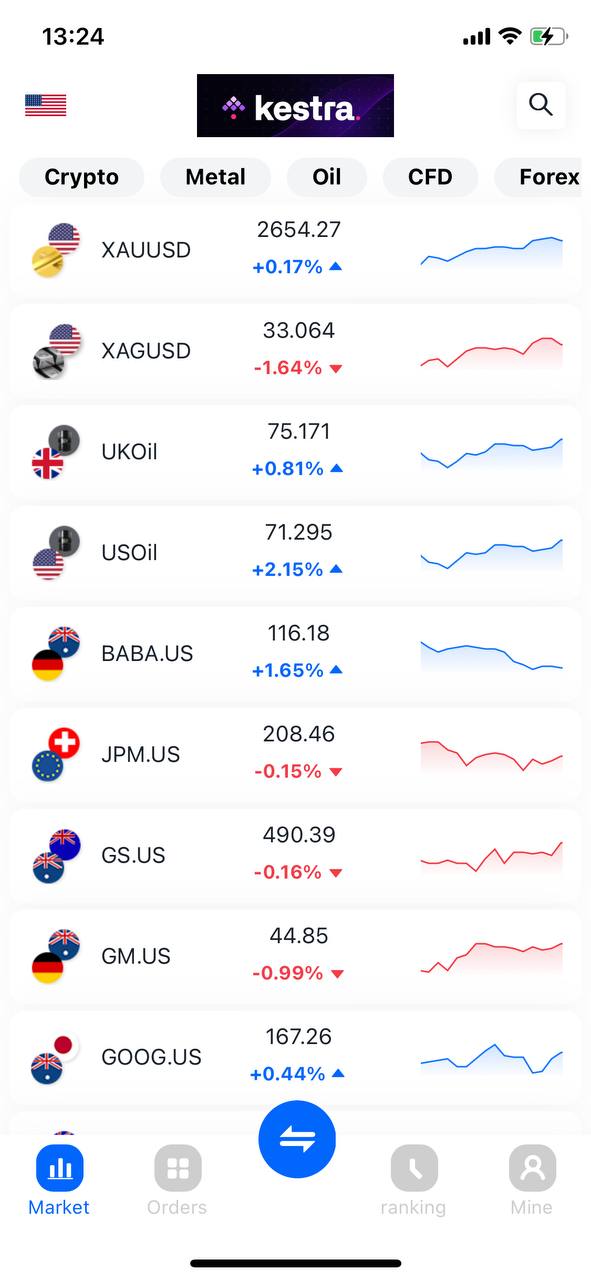 13:24
kestra.
Crypto Metal Oil CFD Forex
2654.27
XAUUSD
+0.17%
33.064
XAGUSD
-1.64%
75.171
UKOil
+0.81%
71.295
USOil
+2.15%
116.18
BABA.US
+1.65%
208.46
JPM.US
-0.15%
490.39
GS.US
-0.16%
44.85
GM.US
-0.99%
167.26
GOOG.US
+0.44%
Market Orders ranking Mine